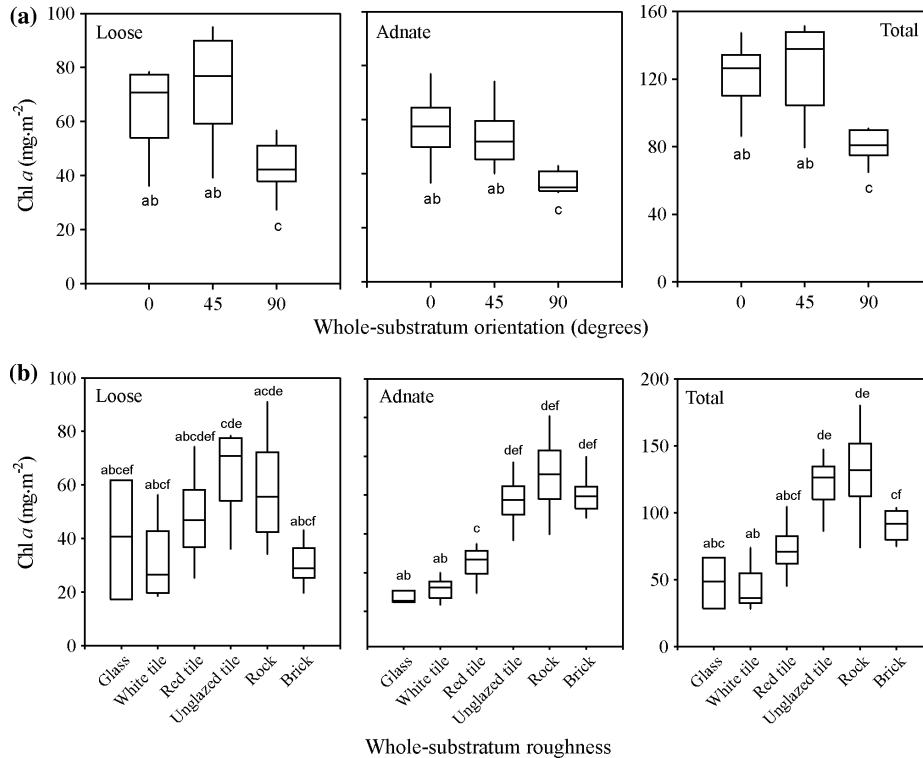 (a)
Loose
Adnate
Total
100
80
60
40
20
0
160
120
80
40
0
Chl a (mg·m-2)
ab
ab
c
ab
ab
c
ab
ab
c
0 45 90
0 45 90
0 45 90
Whole-substratum orientation (degrees)
(b)
Loose
Adnate
Total
100
80
60
40
20
0
200
150
100
50
0
Chl a (mg·m-2)
abcef
abcf
abcdef
cde
acde
abcf
ab
ab
c
def
def
def
abc
ab
abcf
de
de
cf
Glass White tile Red tile Unglazed tile Rock Brick
Glass White tile Red tile Unglazed tile Rock Brick
Glass White tile Red tile Unglazed tile Rock Brick
Whole-substratum roughness